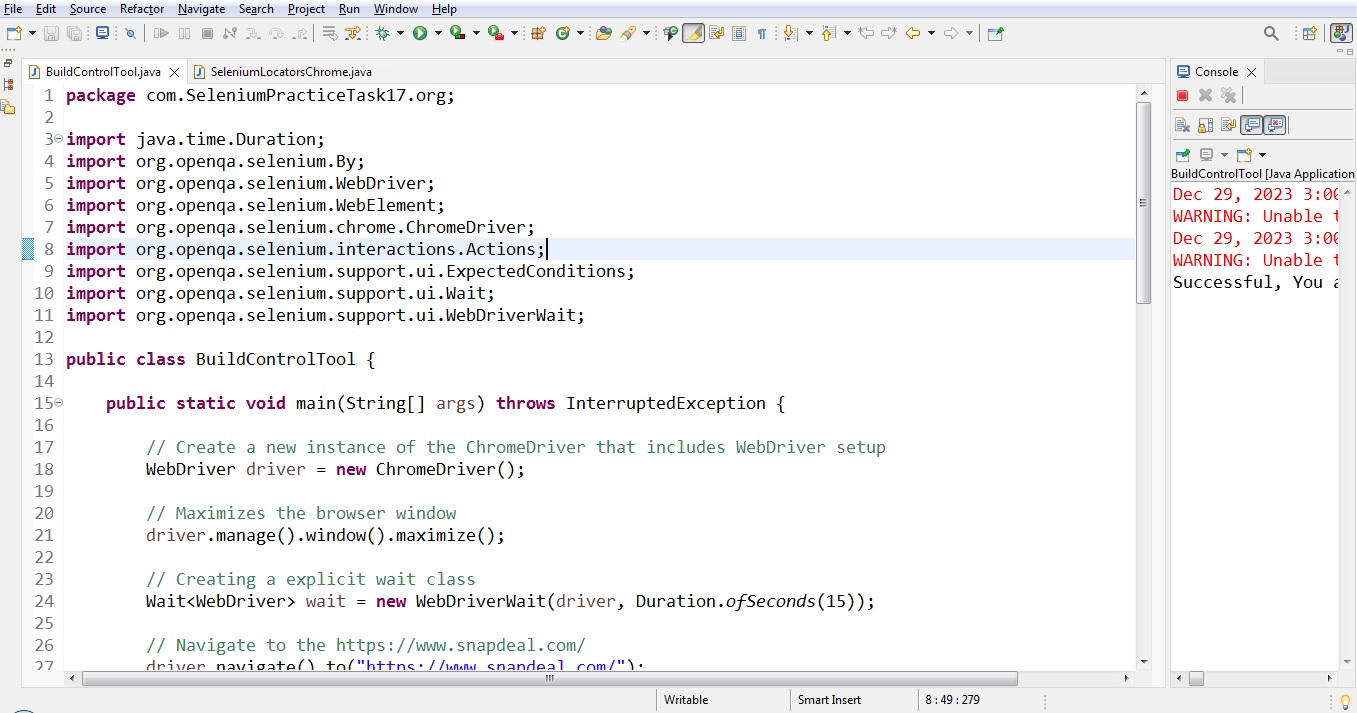 File Edit Source Refactor Navigate Search Project Run Window Help
BuildControlTool.java SeleniumLocatorsChrome.java
1 package com.SeleniumPracticeTask17.org;
2
3 import java.time.Duration;
4 import org.openqa.selenium.By;
5 import org.openqa.selenium.WebDriver;
6 import org.openqa.selenium.WebElement;
7 import org.openqa.selenium.chrome.ChromeDriver;
8 import org.openqa.selenium.interactions.Actions;
9 import org.openqa.selenium.support.ui.ExpectedConditions;
10 import org.openqa.selenium.support.ui.Wait;
11 import org.openqa.selenium.support.ui.WebDriverWait;
12
13 public class BuildControlTool {
14
15 public static void main(String[] args) throws InterruptedException {
16
17 // Create a new instance of the ChromeDriver that includes WebDriver setup
18 WebDriver driver = new ChromeDriver();
19
20 // Maximizes the browser window
21 driver.manage().window().maximize();
22
23 // Creating a explicit wait class
24 Wait<WebDriver> wait = new WebDriverWait(driver, Duration.ofSeconds(15));
25
26 // Navigate to the https://www.snapdeal.com/
27 driver.navigate().to("https://www.snapdeal.com/");
Console
BuildControlTool [Java Application
Dec 29, 2023 3:00
WARNING: Unable t
Dec 29, 2023 3:00
WARNING: Unable t
Successful, You a
Writable Smart Insert 8 : 49 : 279